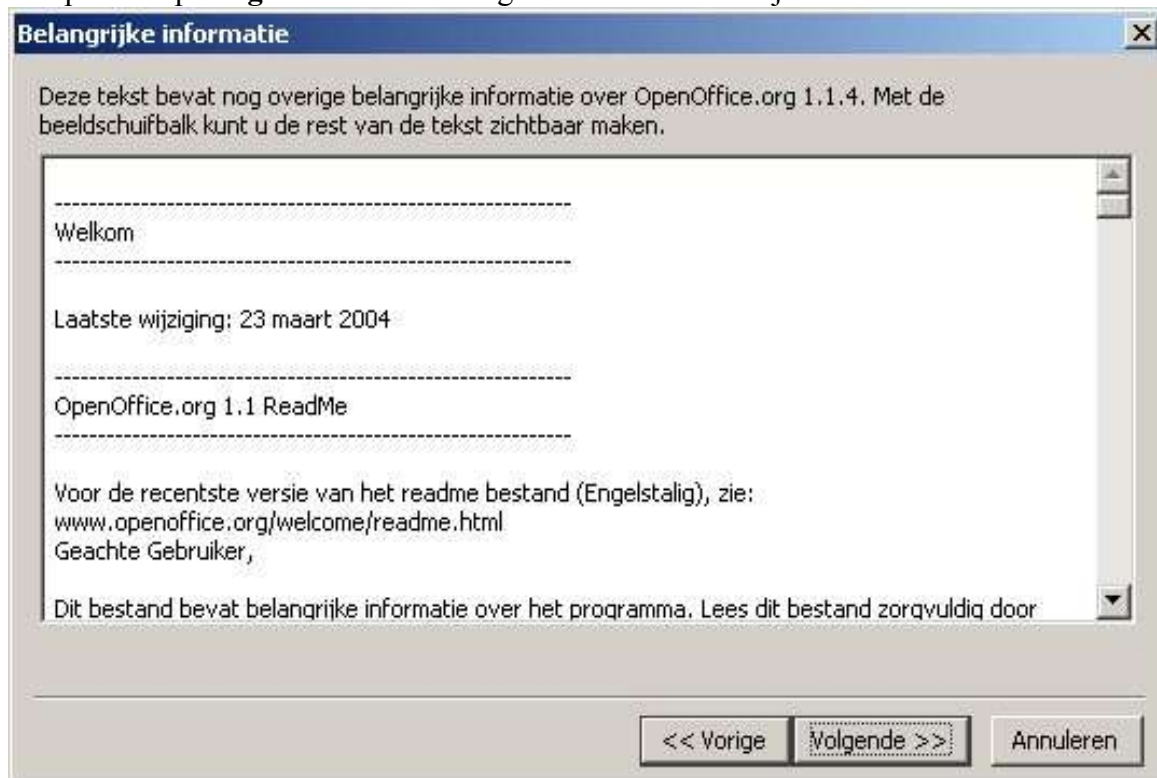 Belangrijke informatie
Deze tekst bevat nog overige belangrijke informatie over OpenOffice.org 1.1.4. Met de
beeldschuifbalk kunt u de rest van de tekst zichtbaar maken.
------------------------------------------------------------
Welkom
------------------------------------------------------------
Laatste wijziging: 23 maart 2004
------------------------------------------------------------
OpenOffice.org 1.1 ReadMe
------------------------------------------------------------
Voor de recentste versie van het readme bestand (Engelstalig), zie:
www.openoffice.org/welcome/readme.html
Geachte Gebruiker,
Dit bestand bevat belangrijke informatie over het programma. Lees dit bestand zorgvuldig door
<< Vorige
Volgende >>
Annuleren